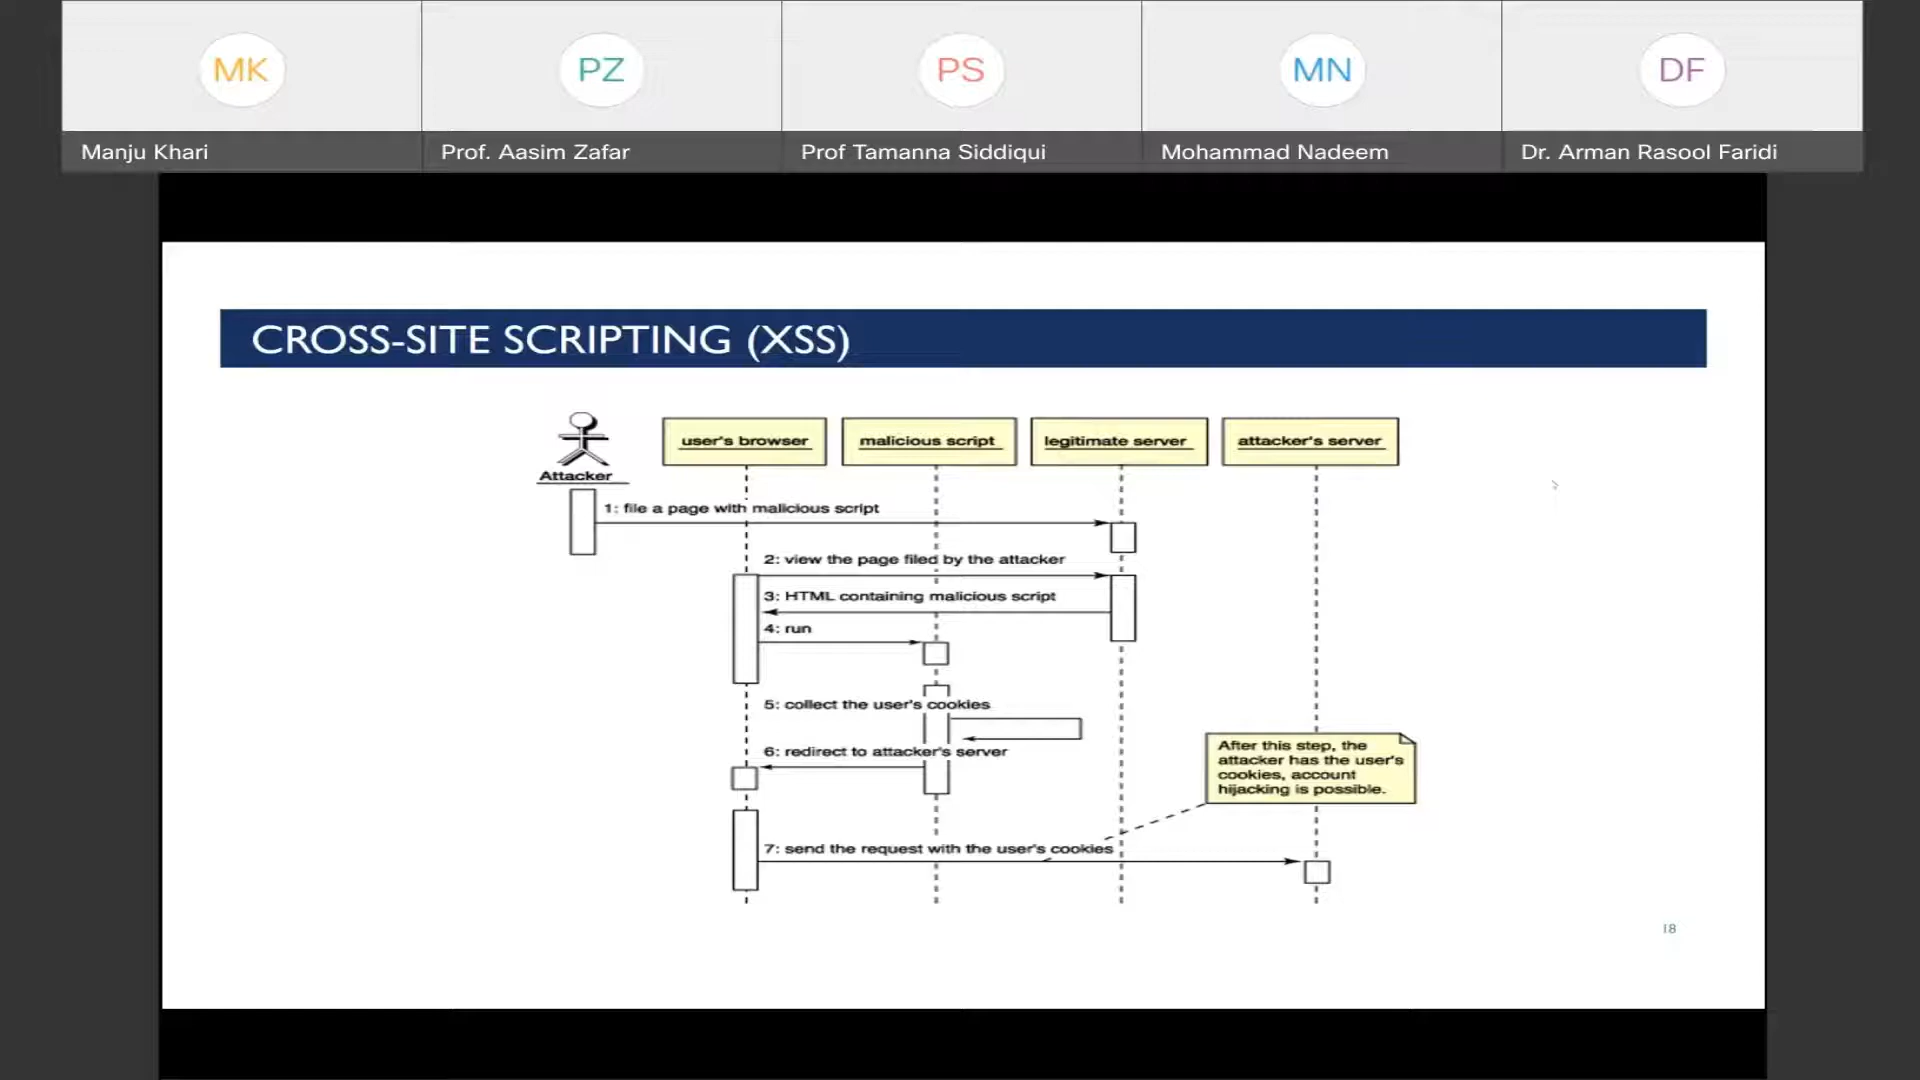 MK
PZ
PS
MN
DF
Manju Khari
Prof. Aasim Zafar
Prof Tamanna Siddiqui
Mohammad Nadeem
Dr. Arman Rasool Faridi
CROSS-SITE SCRIPTING (XSS)
Attacker
user's browser
malicious script
legitimate server
attacker's server
1: file a page with malicious script
2: view the page filed by the attacker
3: HTML containing malicious script
4: run
5: collect the user's cookies
6: redirect to attacker's server
After this step, the
attacker has the user's
cookies, account
hijacking is possible.
7: send the request with the user's cookies
18